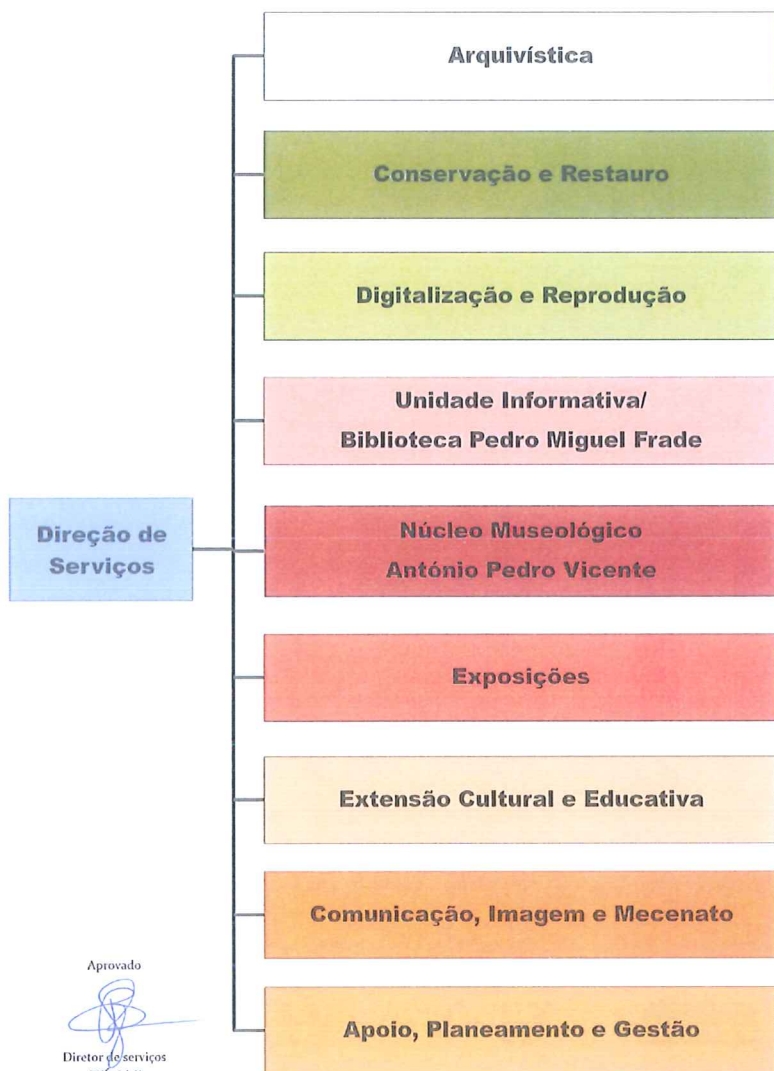 Arquivística
Conservação e Restauro
Digitalização e Reprodução
Unidade Informativa/
Biblioteca Pedro Miguel Frade
Direção de
Serviços
Núcleo Museológico
António Pedro Vicente
Exposições
Extensão Cultural e Educativa
Comunicação, Imagem e Mecenato
Apoio, Planeamento e Gestão
Aprovado
Diretor de serviços